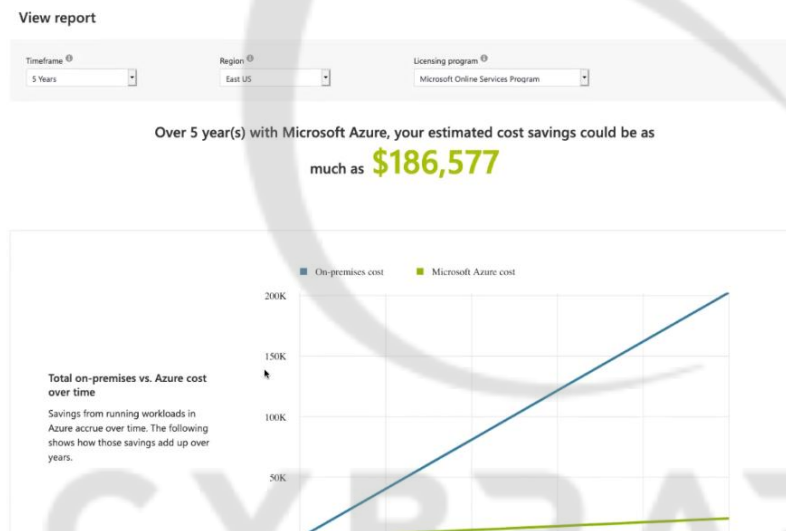 View report
Timeframe Region Licensing program
5 Years East US Microsoft Online Services Program
Over 5 year(s) with Microsoft Azure, your estimated cost savings could be as
much as $186,577
On-premises cost Microsoft Azure cost
200K
150K
100K
50K
Total on-premises vs. Azure cost
over time
Savings from running workloads in
Azure accrue over time. The following
shows how those savings add up over
years.